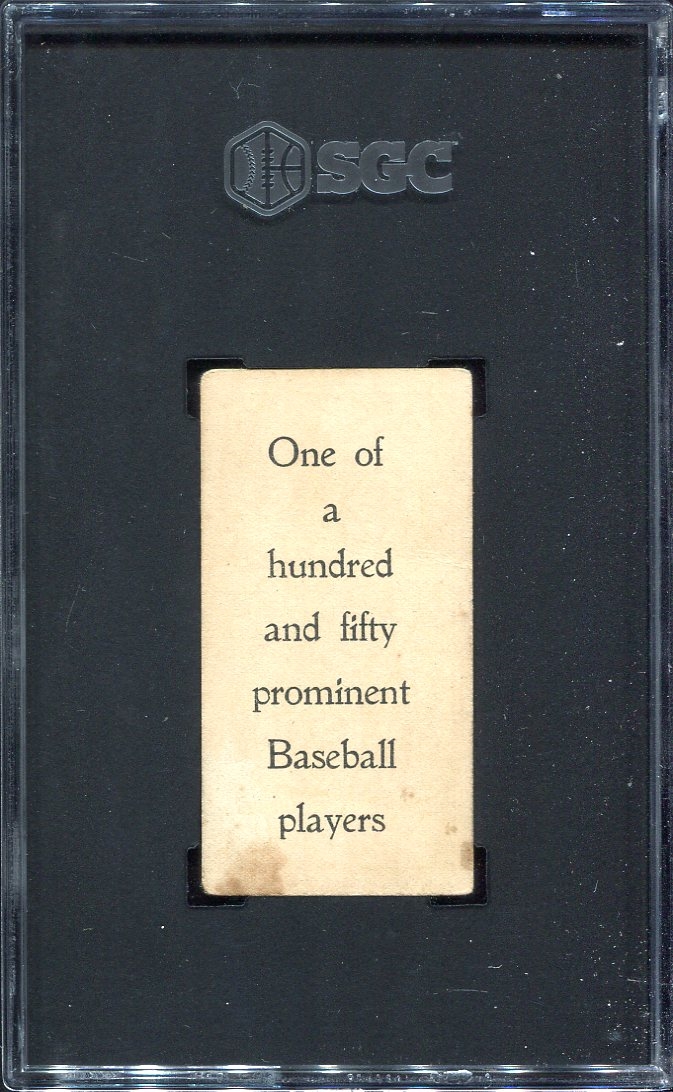 SGC
One of
a
hundred
and fifty
prominent
Baseball
players